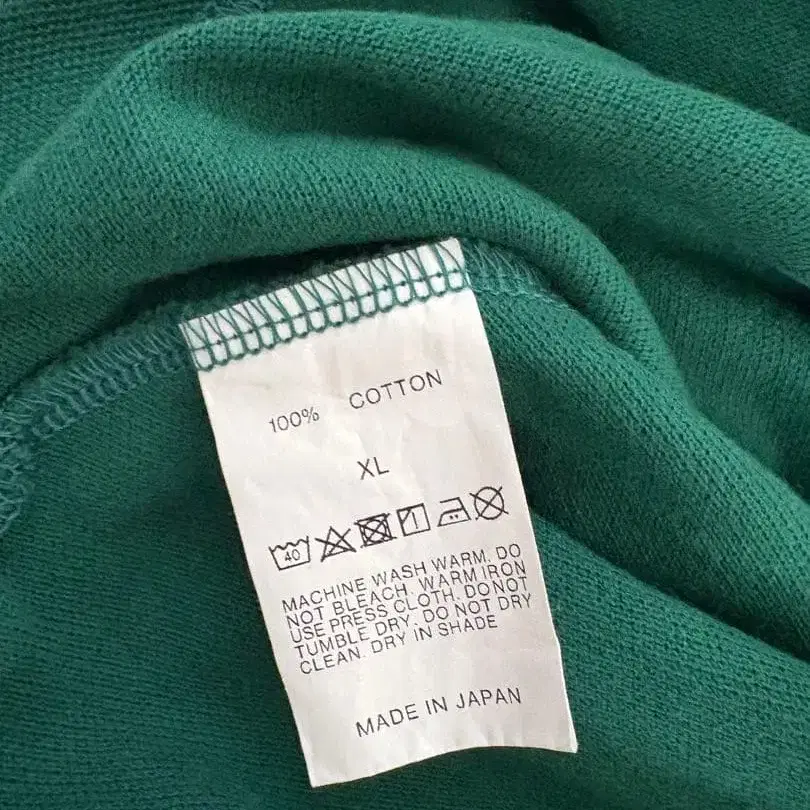 100% COTTON
XL
40
MACHINE WASH WARM. DO
NOT BLEACH. WARM IRON
USE PRESS CLOTH. DO NOT
TUMBLE DRY. DO NOT DRY
CLEAN. DRY IN SHADE
MADE IN JAPAN